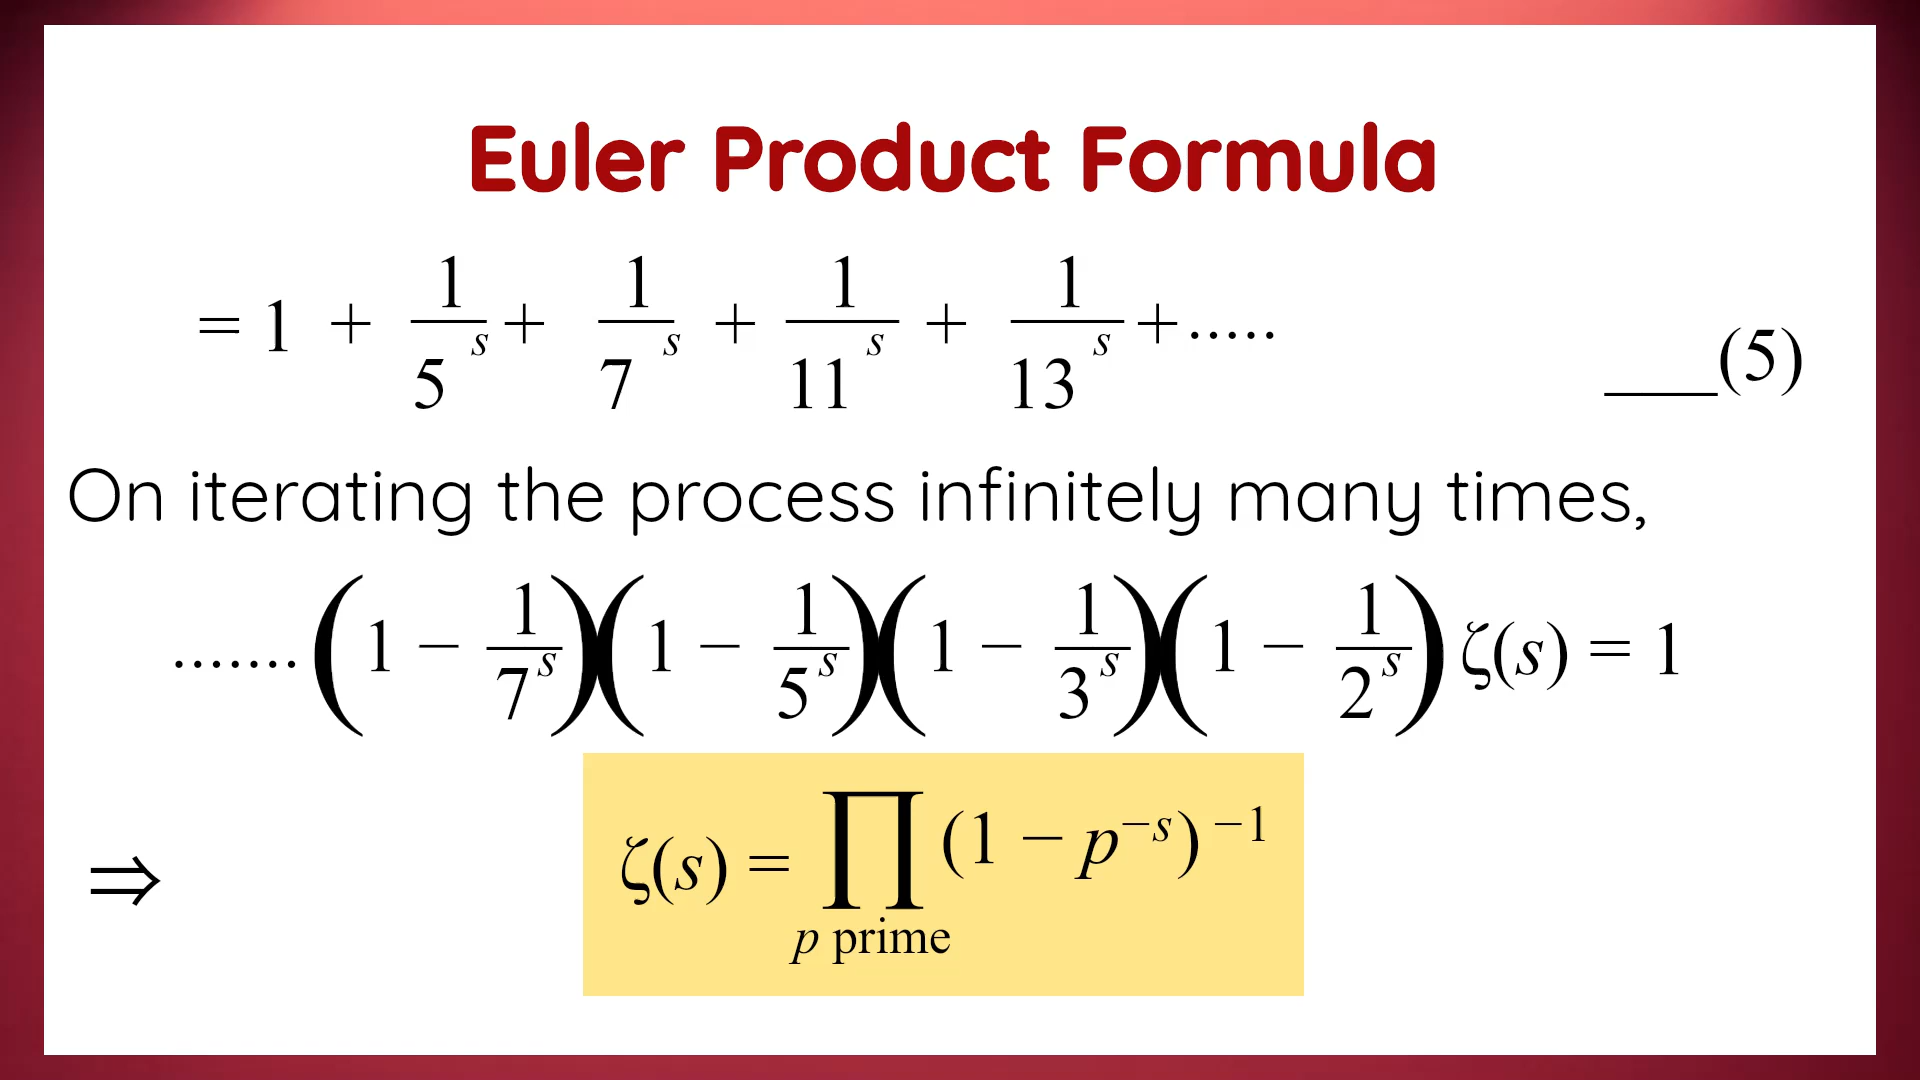 Euler Product Formula
= 1 + 1/5^s + 1/7^s + 1/11^s + 1/13^s + ..... ___(5)
On iterating the process infinitely many times,
.......(1 − 1/7^s)(1 − 1/5^s)(1 − 1/3^s)(1 − 1/2^s) ζ(s) = 1
⇒ ζ(s) = ∏_{p prime} (1 − p^{−s})^{−1}